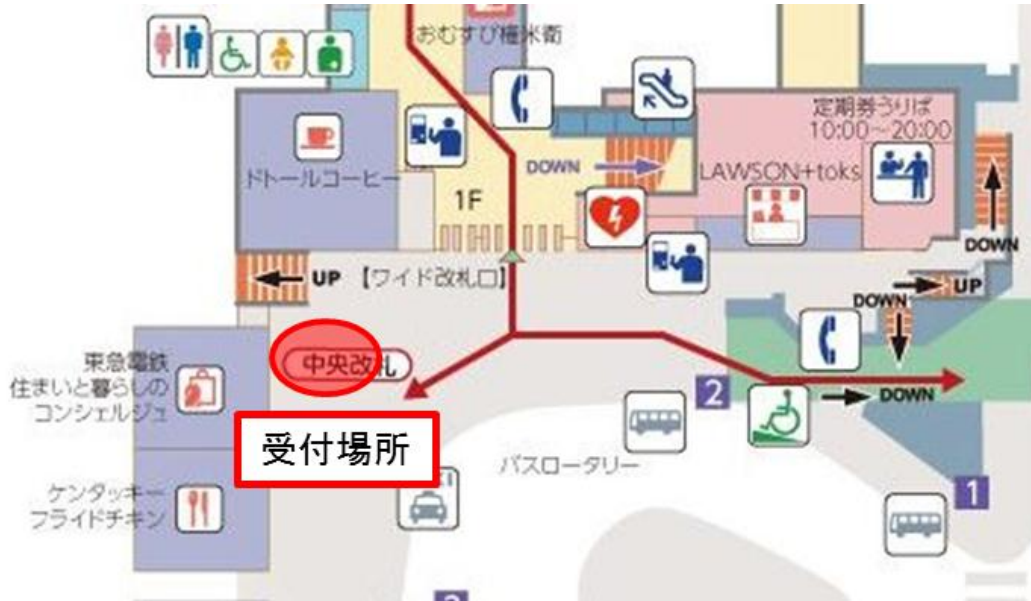 おむすび権米衛
定期券うりば
10:00～20:00
ドトールコーヒー
DOWN
LAWSON+toks
1F
DOWN
UP
【ワイド改札口】
UP
DOWN
東急電鉄
住まいと暮らしの
コンシェルジュ
中央改札
2
DOWN
受付場所
バスロータリー
ケンタッキー
フライドチキン
1